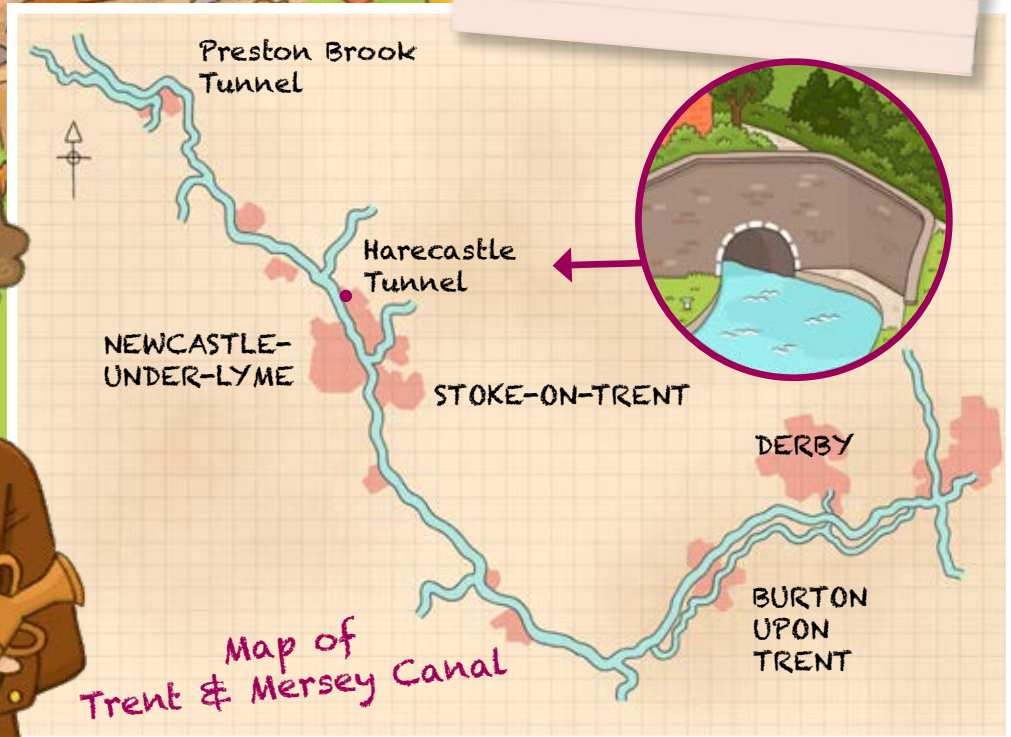 Preston Brook
Tunnel
Harecastle
Tunnel
NEWCASTLE-
UNDER-LYME
STOKE-ON-TRENT
DERBY
BURTON
UPON
TRENT
Map of
Trent & Mersey Canal